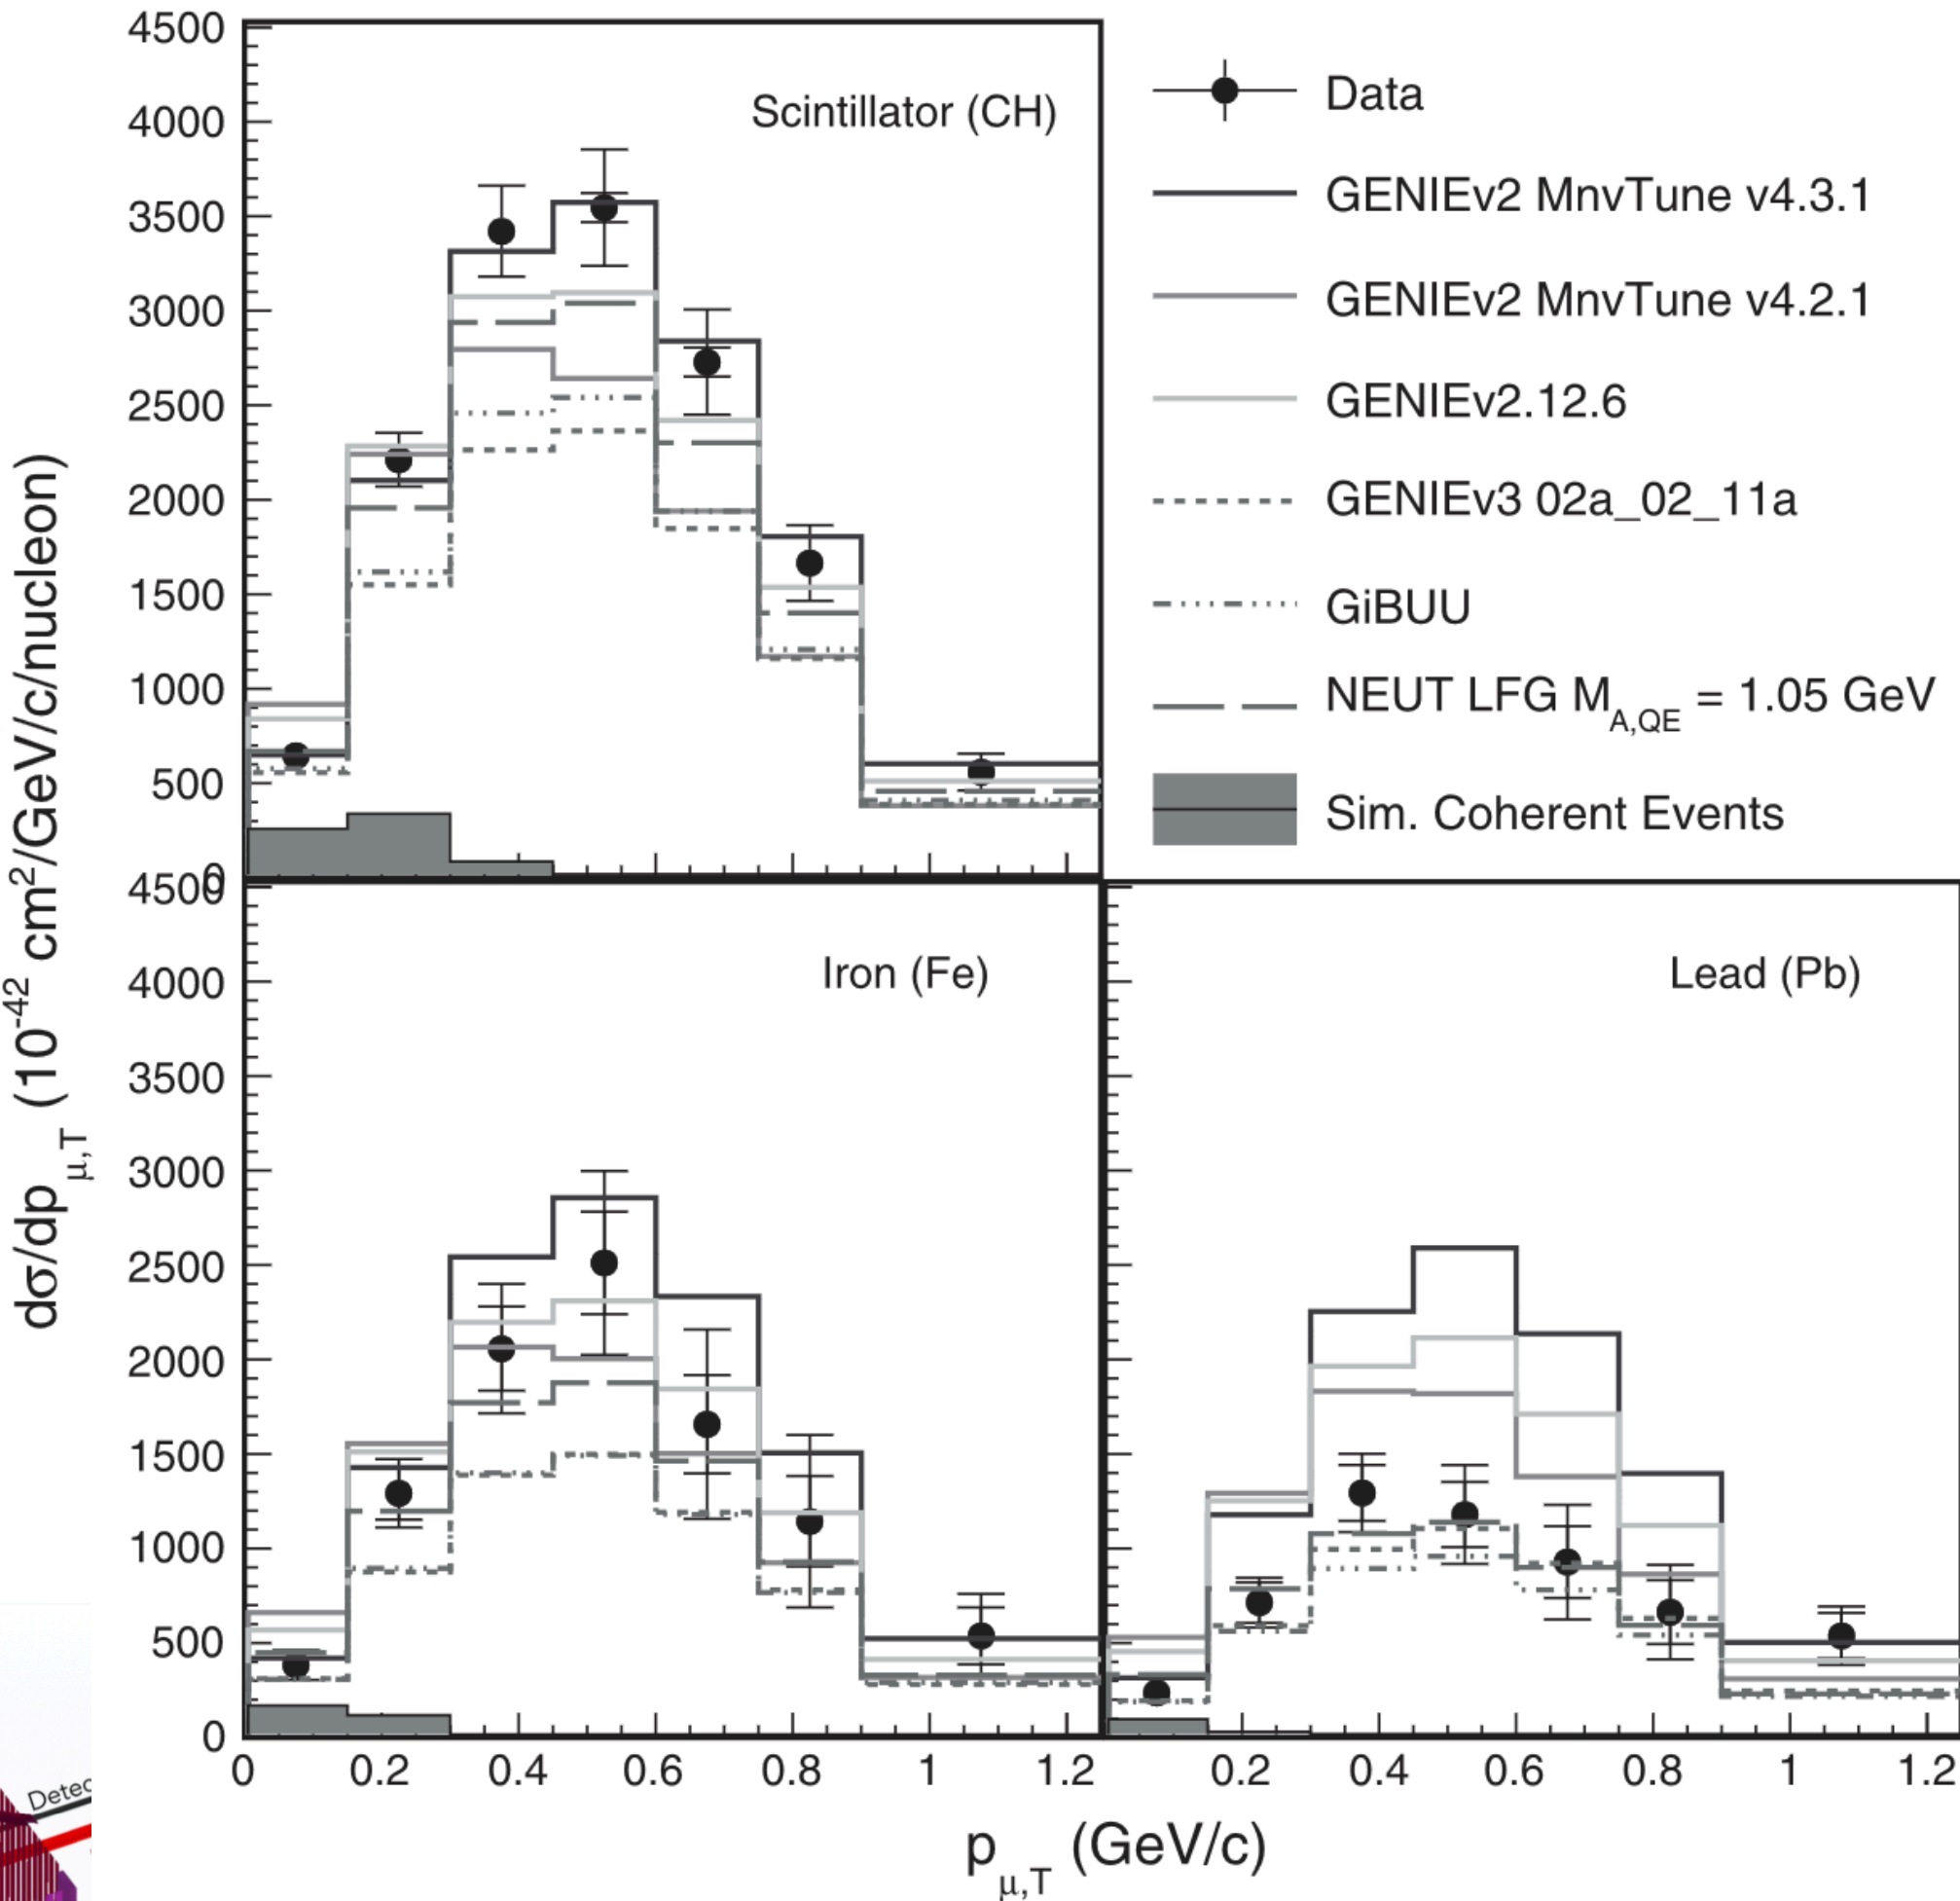 4500
4000
3500
3000
2500
2000
1500
1000
500
0
Scintillator (CH)
Data
GENIEv2 MnvTune v4.3.1
GENIEv2 MnvTune v4.2.1
GENIEv2.12.6
GENIEv3 02a_02_11a
GiBUU
NEUT LFG M_A,QE = 1.05 GeV
Sim. Coherent Events
dσ/dp_μ,T (10^-42 cm^2/GeV/c/nucleon)
4500
4000
3500
3000
2500
2000
1500
1000
500
0
Iron (Fe)
Lead (Pb)
0 0.2 0.4 0.6 0.8 1 1.2
0.2 0.4 0.6 0.8 1 1.2
p_μ,T (GeV/c)